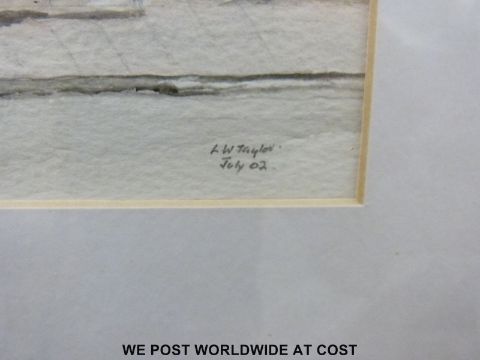 L W Taylor
July 02
WE POST WORLDWIDE AT COST